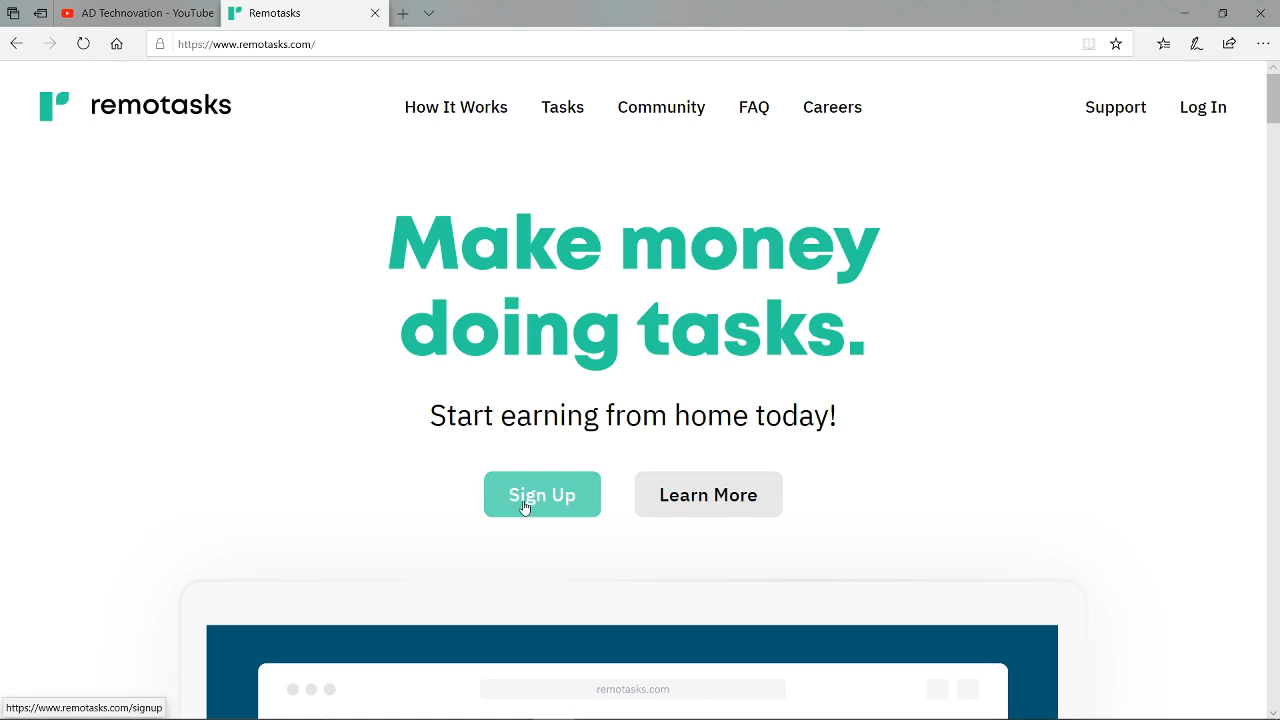 AD Technovation - YouTube
Remotasks
https://www.remotasks.com/
remotasks
How It Works
Tasks
Community
FAQ
Careers
Support
Log In
Make money
doing tasks.
Start earning from home today!
Sign Up
Learn More
remotasks.com
https://www.remotasks.com/signup